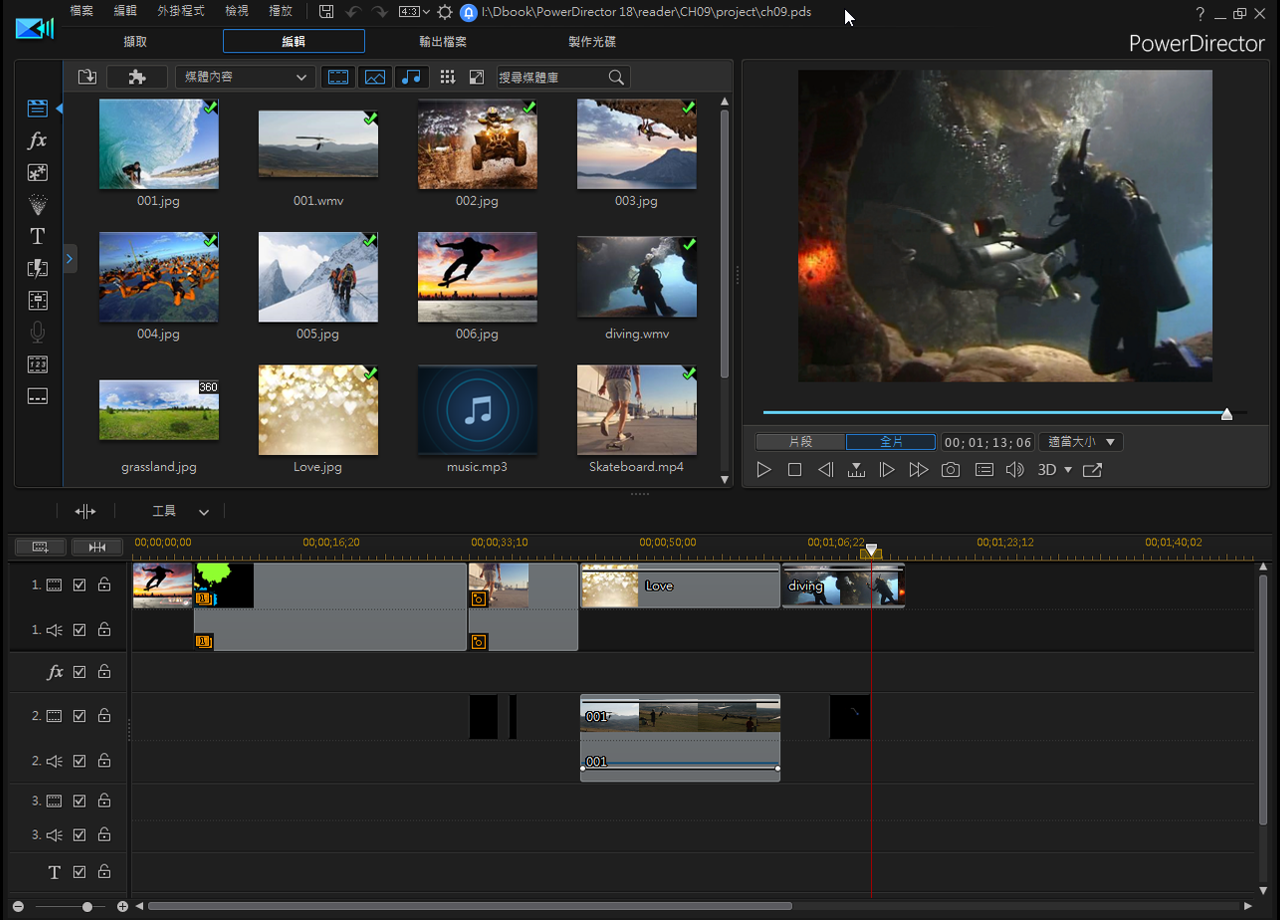 檔案 編輯 外掛程式 檢視 播放 4:3 I:\Dbook\PowerDirector 18\reader\CH09\project\ch09.pds ?
擷取 編輯 輸出檔案 製作光碟
PowerDirector
媒體內容 搜尋媒體庫
fx
T
001.jpg 001.wmv 002.jpg 003.jpg
004.jpg 005.jpg 006.jpg diving.wmv
360
grassland.jpg Love.jpg music.mp3 Skateboard.mp4
片段 全片 00; 01; 13; 06 適當大小
3D
工具
00;00;00;00 00;00;16;20 00;00;33;10 00;00;50;00 00;01;06;22 00;01;23;12 00;01;40;02
1. Love diving
1.
fx
2. 001
2. 001
3.
3.
T